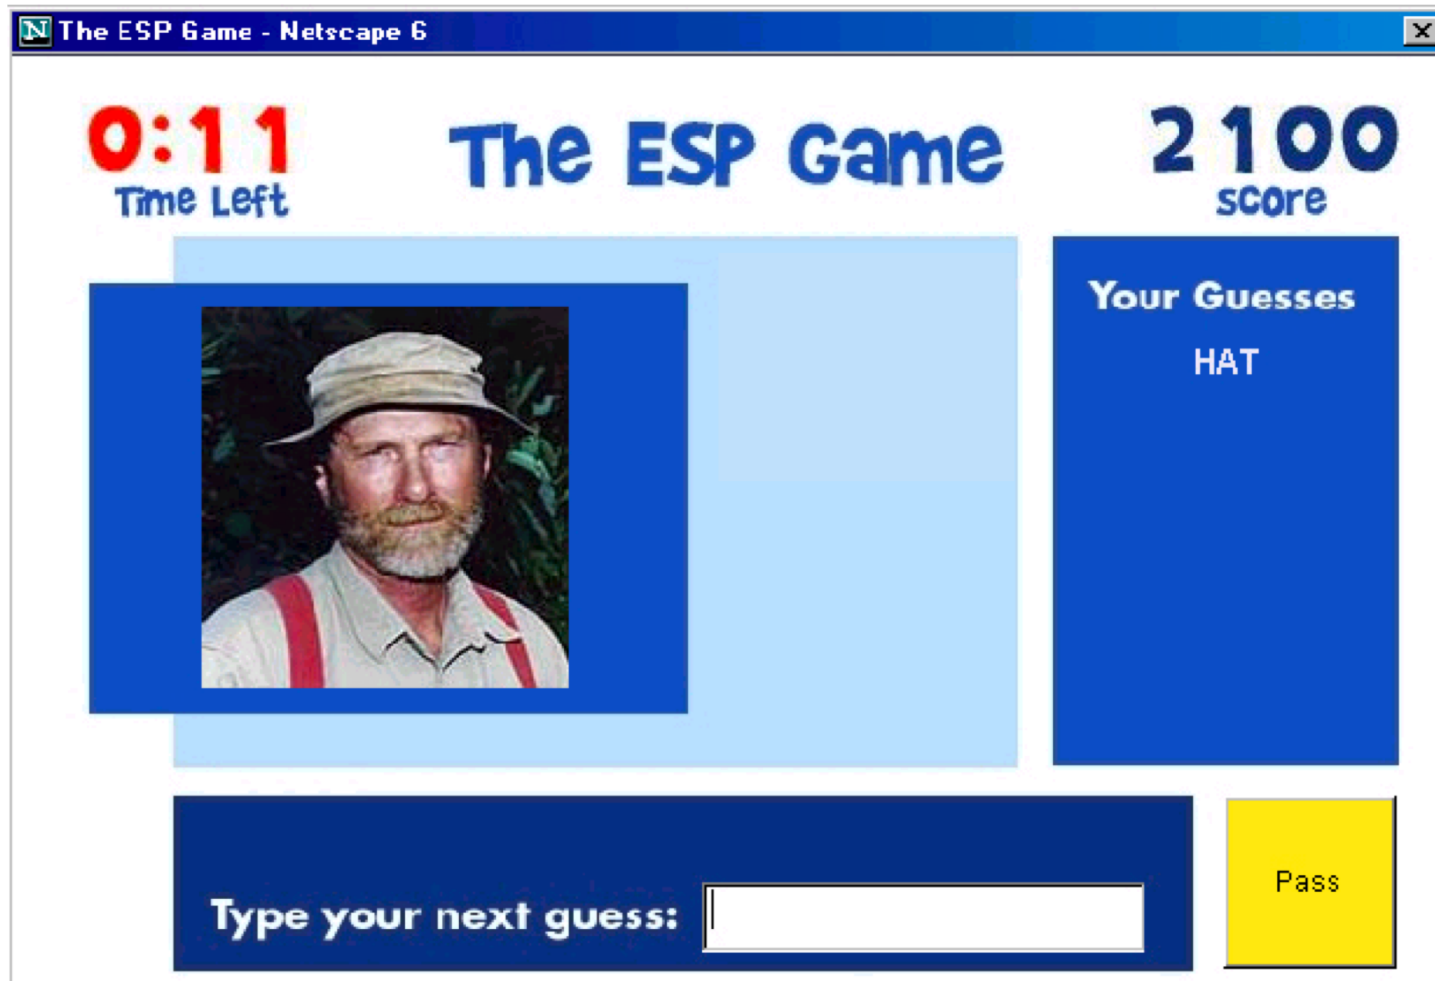 The ESP Game - Netscape 6
0:11
Time Left
The ESP Game
2100
score
Your Guesses
HAT
Type your next guess:
Pass